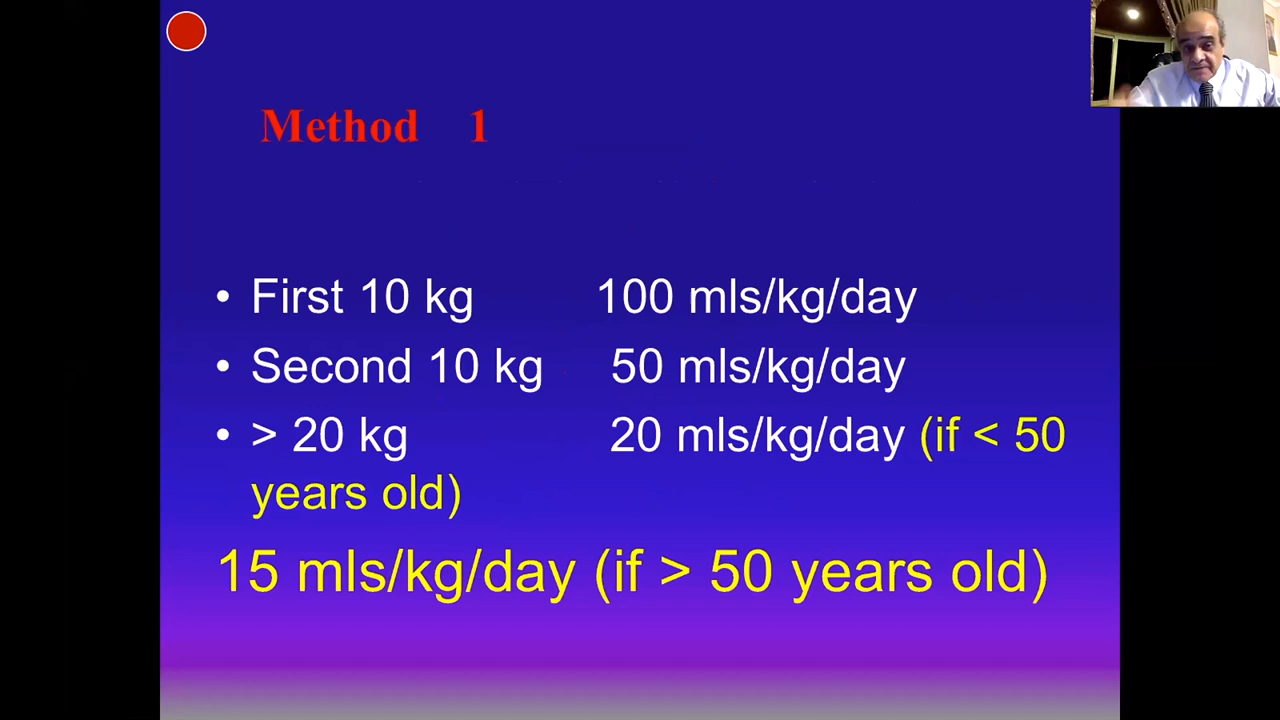 Method 1
• First 10 kg 100 mls/kg/day
• Second 10 kg 50 mls/kg/day
• > 20 kg 20 mls/kg/day (if < 50
years old)
15 mls/kg/day (if > 50 years old)